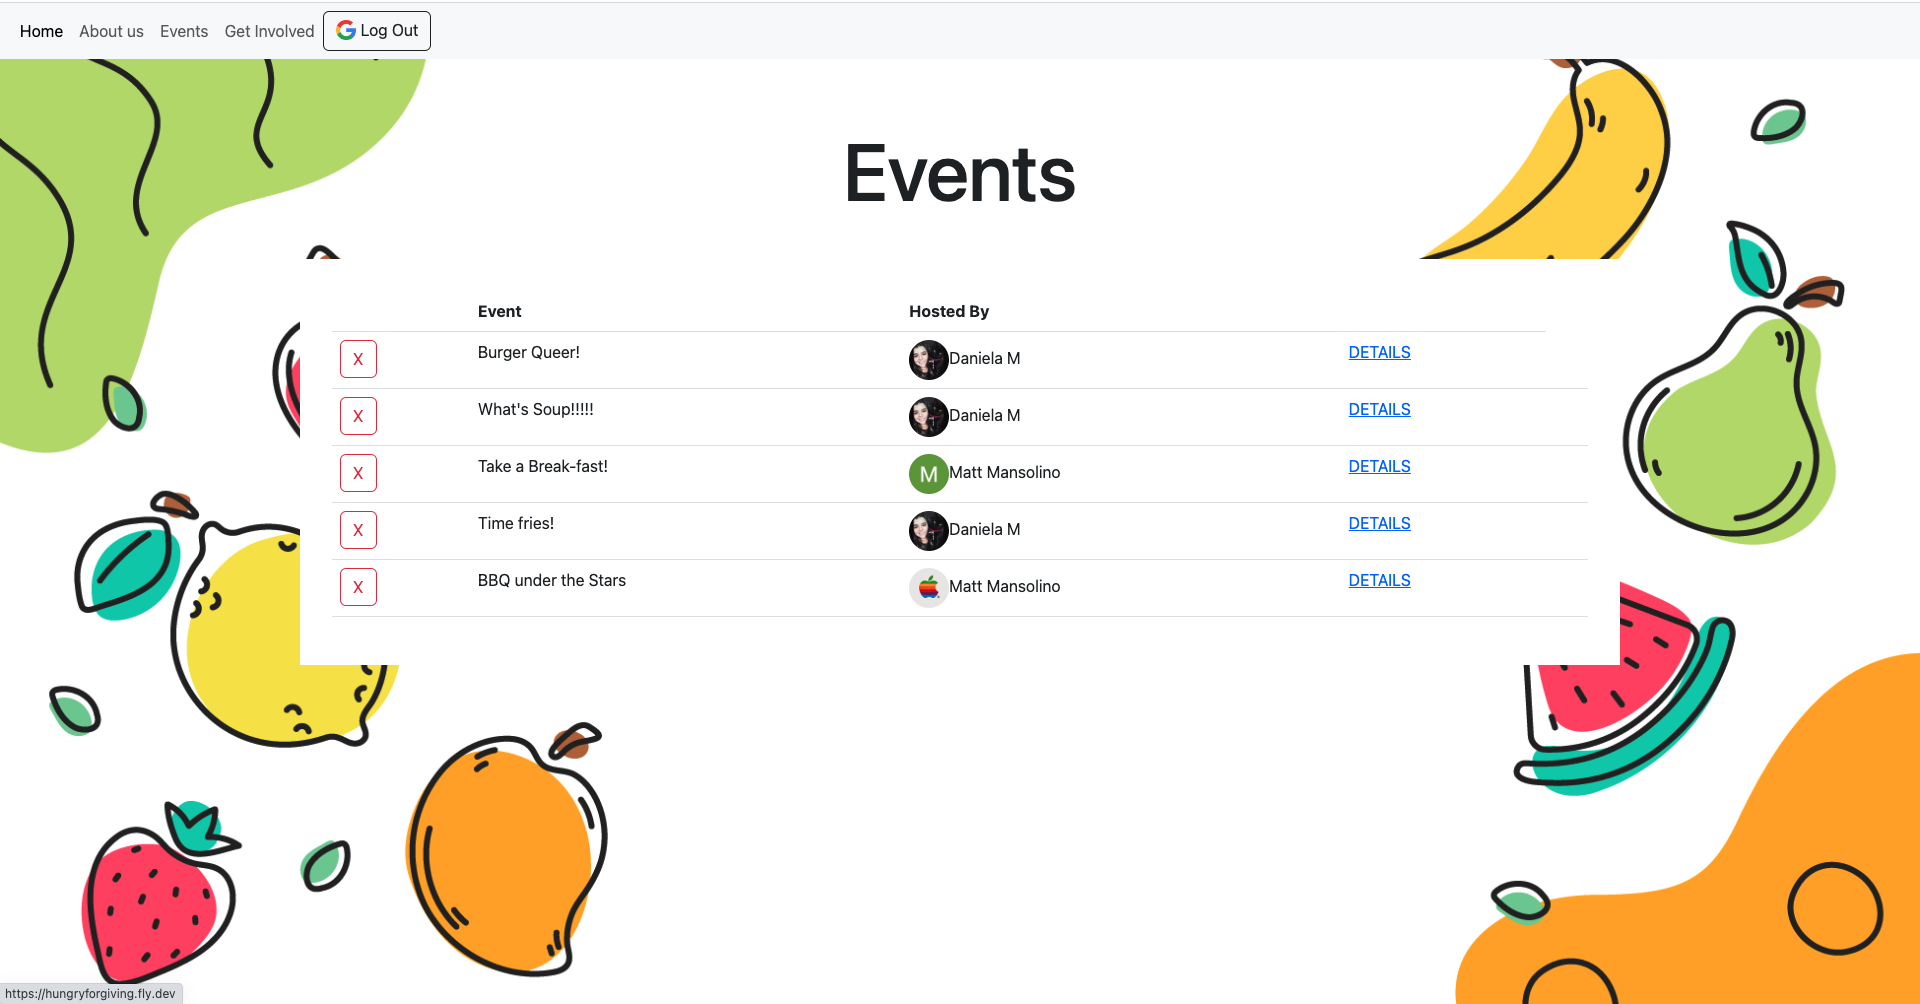 Home About us Events Get Involved Log Out
Events
Event Hosted By
X Burger Queer! Daniela M DETAILS
X What's Soup!!!!! Daniela M DETAILS
X Take a Break-fast! M Matt Mansolino DETAILS
X Time fries! Daniela M DETAILS
X BBQ under the Stars Matt Mansolino DETAILS
https://hungryforgiving.fly.dev